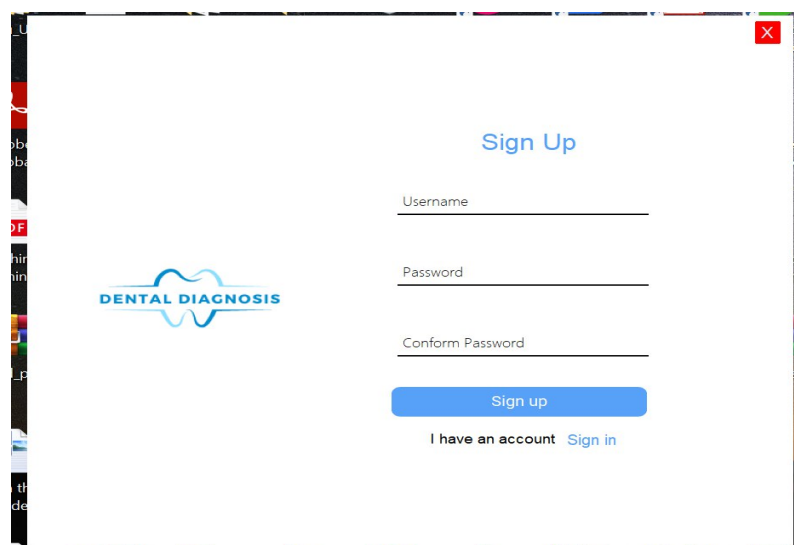 X
Sign Up
Username
Password
DENTAL DIAGNOSIS
Conform Password
Sign up
I have an account Sign in